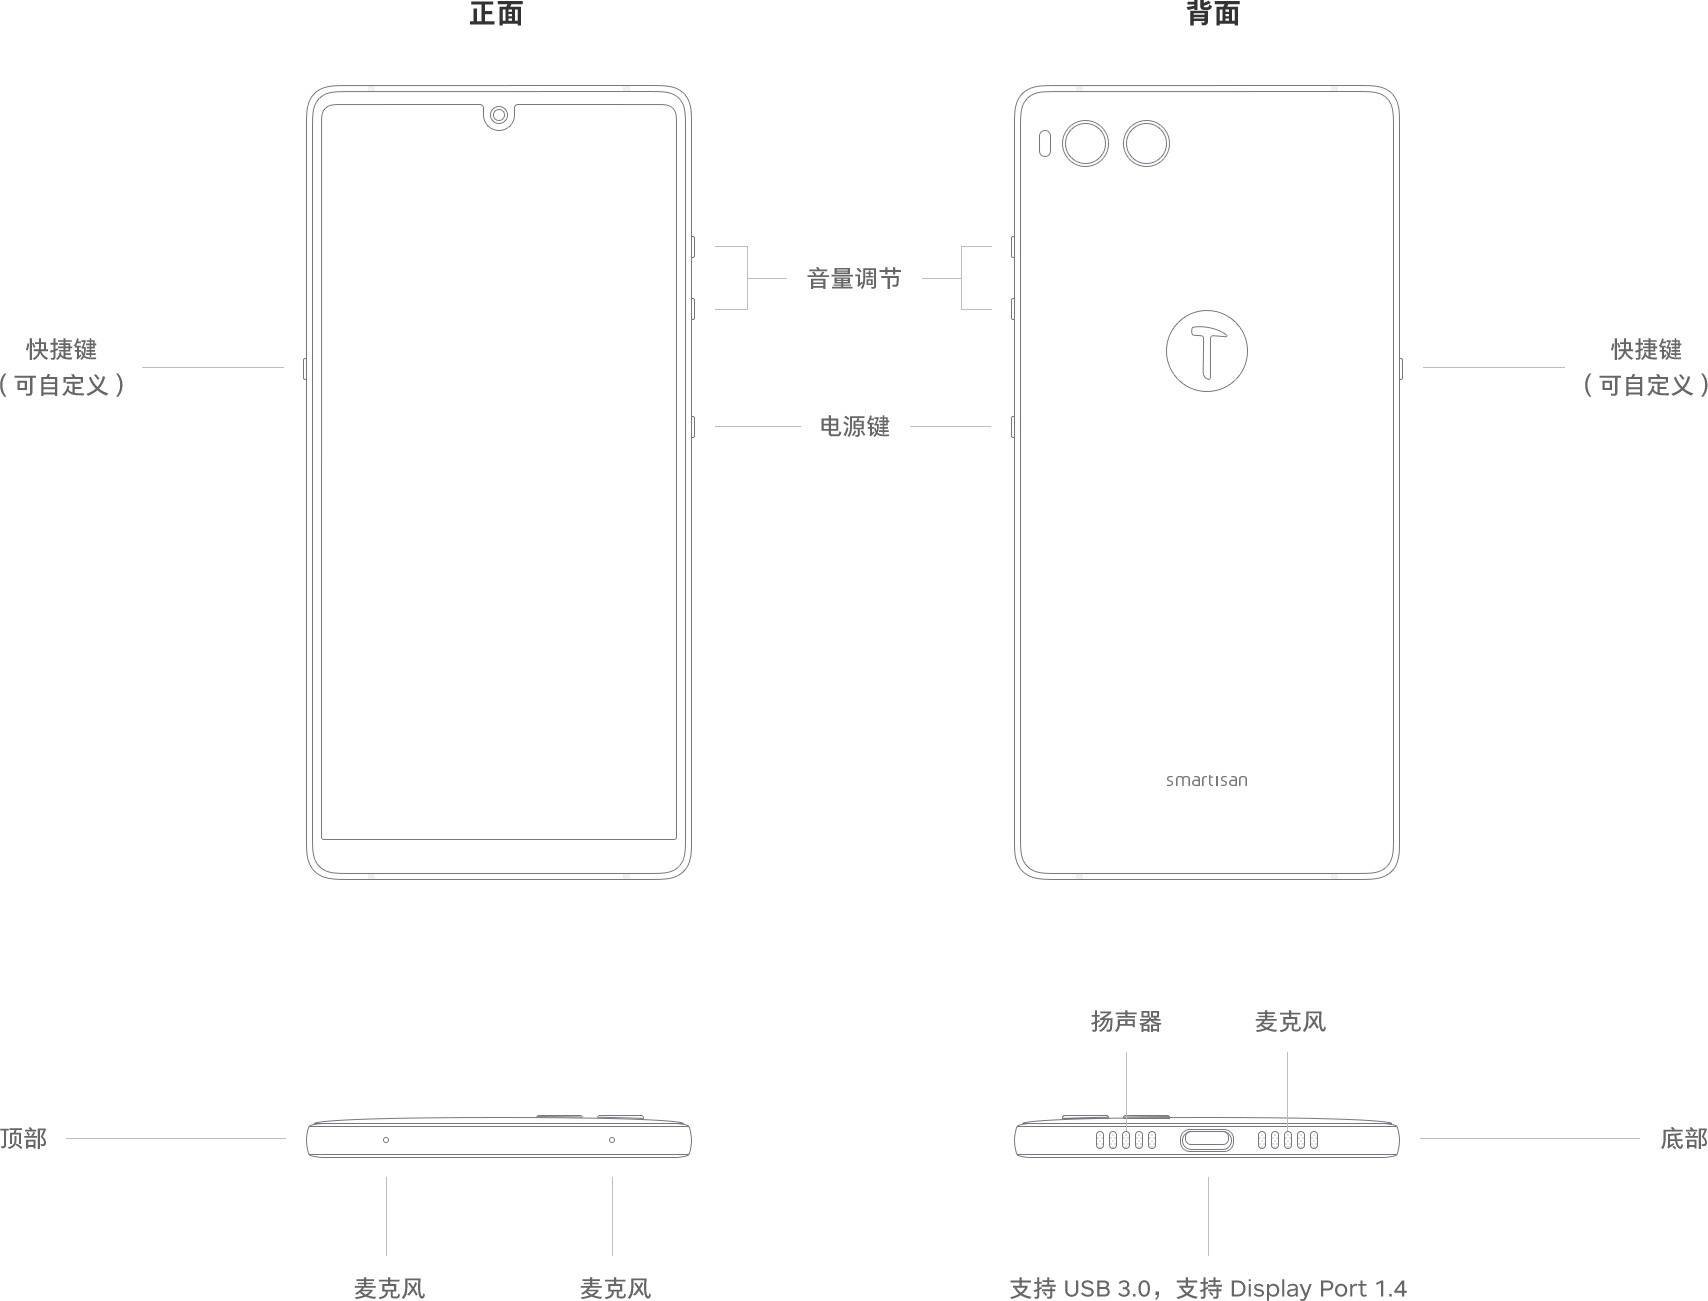 正面
背面
音量调节
快捷键
（可自定义）
快捷键
（可自定义）
电源键
smartisan
扬声器
麦克风
顶部
底部
麦克风
麦克风
支持 USB 3.0，支持 Display Port 1.4